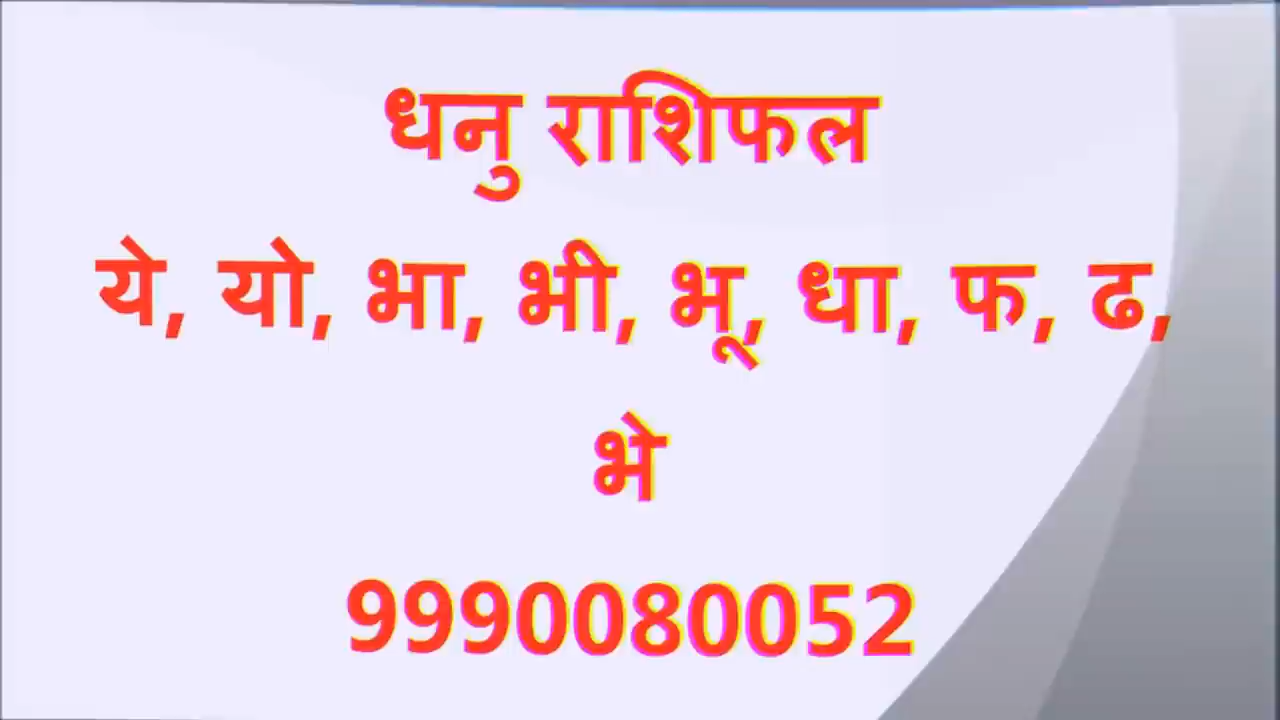 धनु राशिफल
ये, यो, भा, भी, भू, धा, फ, ढ,
भे
9990080052